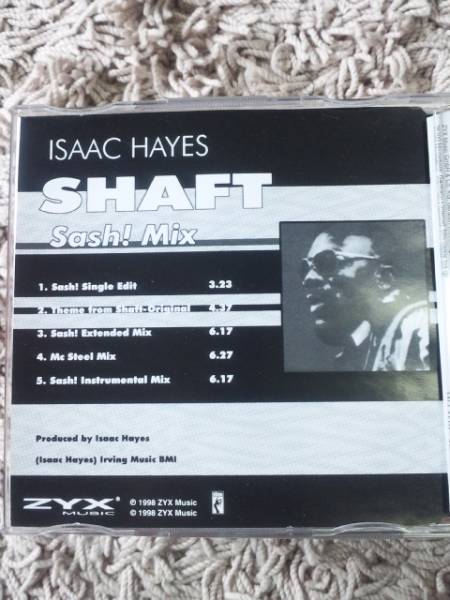 ISAAC HAYES
SHAFT
Sash! Mix
1. Sash! Single Edit 3.23
2. Theme from Shaft-Original 4.37
3. Sash! Extended Mix 6.17
4. Mc Steel Mix 6.27
5. Sash! Instrumental Mix 6.17
Produced by Isaac Hayes
(Isaac Hayes) Irving Music BMI
ZYX®
MUSIC
℗ 1998 ZYX Music
© 1998 ZYX Music